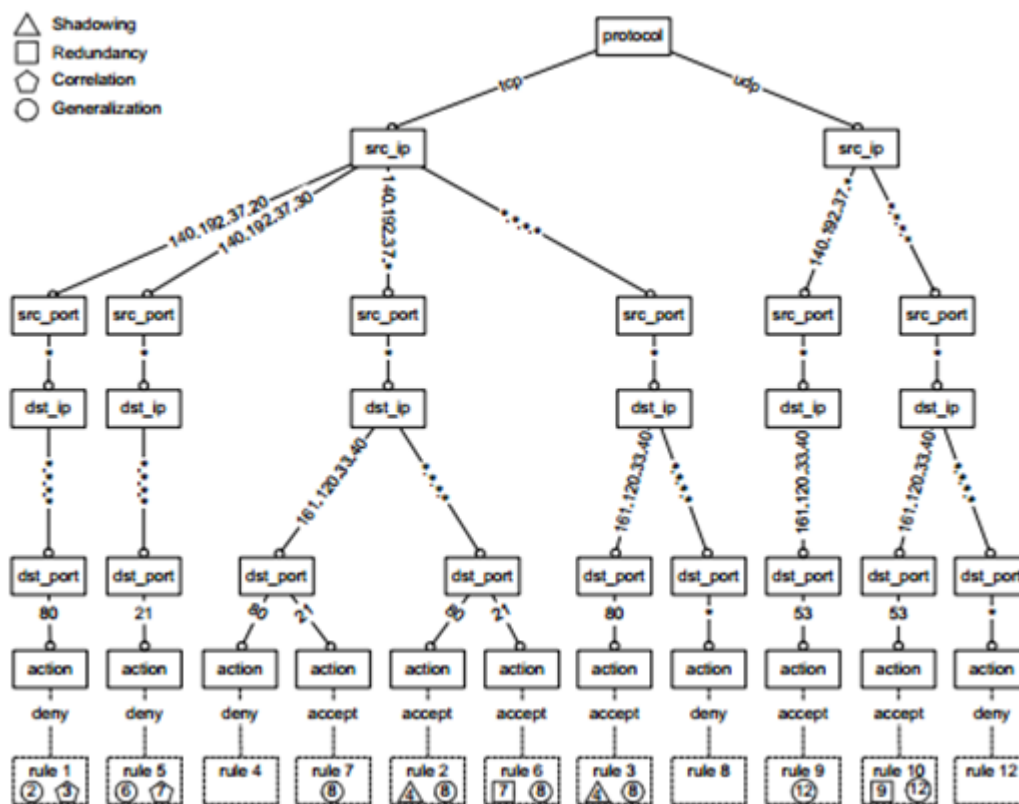 Shadowing
Redundancy
Correlation
Generalization
protocol
tcp
udp
src_ip
src_ip
140.192.37.20
140.192.37.30
140.192.37.*
*.*.*.*
140.192.37.*
*.*.*.*
src_port
src_port
src_port
src_port
src_port
src_port
*
*
*
*
*
*
dst_ip
dst_ip
dst_ip
dst_ip
dst_ip
dst_ip
*.*.*.*
*.*.*.*
161.120.33.40
*.*.*.*
161.120.33.40
*.*.*.*
161.120.33.40
161.120.33.40
*.*.*.*
dst_port
dst_port
dst_port
dst_port
dst_port
dst_port
dst_port
dst_port
dst_port
80
21
80
21
80
21
80
*
53
53
*
action
action
action
action
action
action
action
action
action
action
action
deny
deny
deny
accept
accept
accept
accept
deny
accept
accept
deny
rule 1
2 3
rule 5
6 7
rule 4
rule 7
8
rule 2
4 8
rule 6
7 8
rule 3
4 8
rule 8
rule 9
12
rule 10
9 12
rule 12